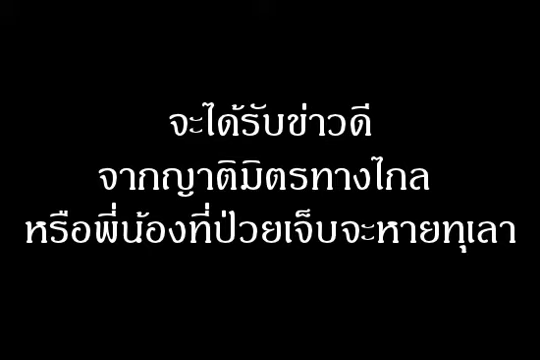 จะได้รับข่าวดี
จากญาติมิตรทางไกล
หรือพี่น้องที่ป่วยเจ็บจะหายทุเลา